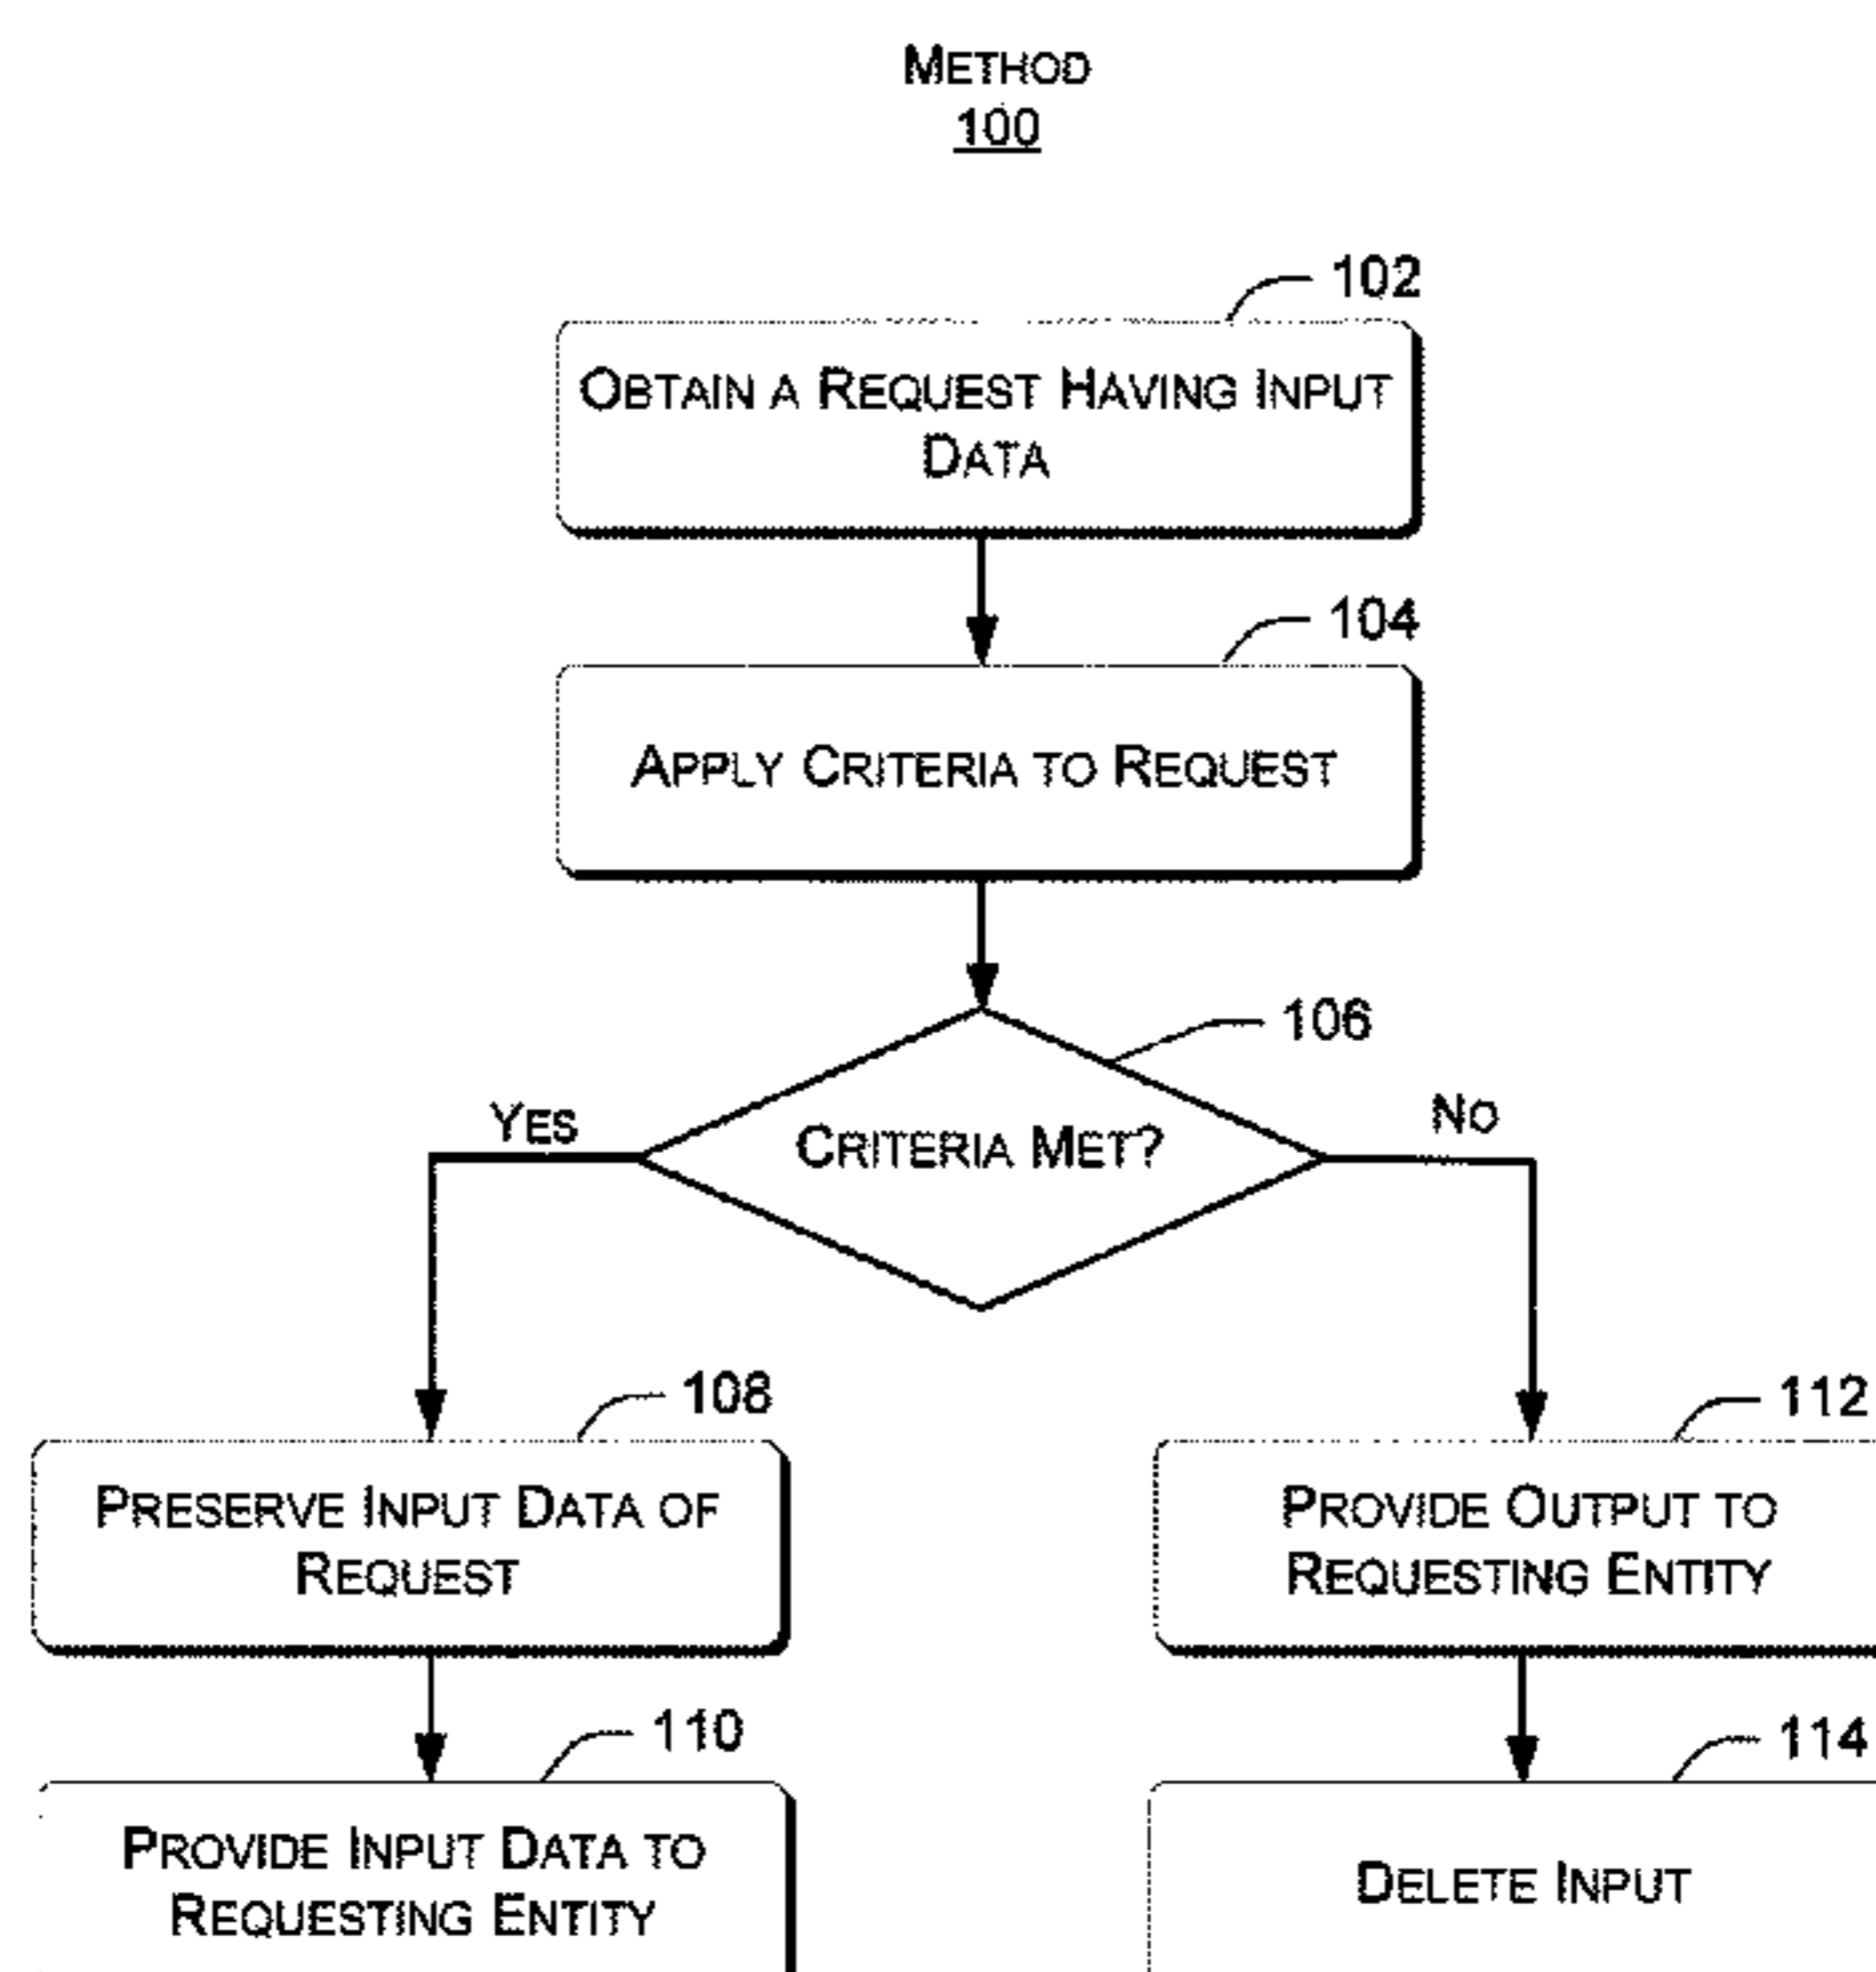 METHOD
100
102
OBTAIN A REQUEST HAVING INPUT
DATA
104
APPLY CRITERIA TO REQUEST
106
YES
CRITERIA MET?
NO
108
112
PRESERVE INPUT DATA OF
REQUEST
PROVIDE OUTPUT TO
REQUESTING ENTITY
110
114
PROVIDE INPUT DATA TO
REQUESTING ENTITY
DELETE INPUT